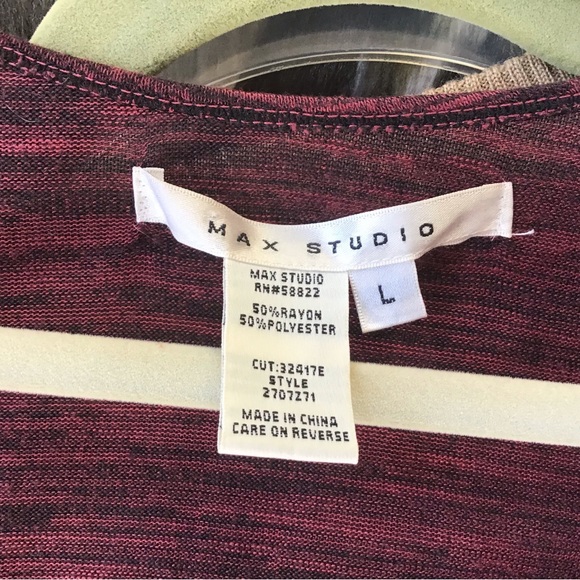 MAX STUDIO
L
MAX STUDIO
RN#58822
50%RAYON
50%POLYESTER
CUT:32417E
STYLE
2707Z71
MADE IN CHINA
CARE ON REVERSE